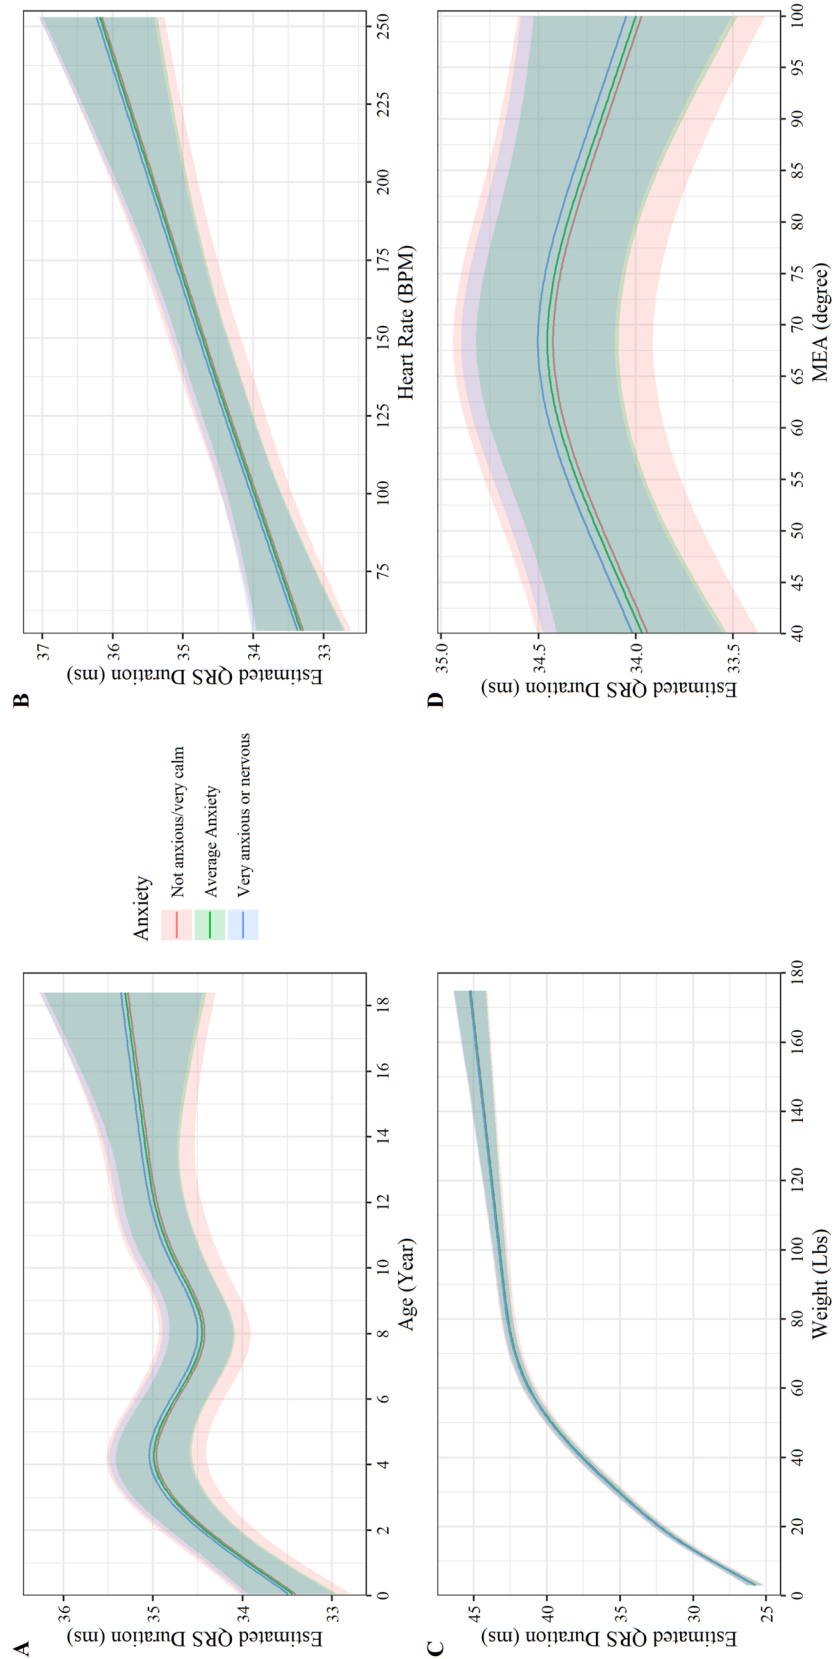 A
Estimated QRS Duration (ms)
36
35
34
33
0 2 4 6 8 10 12 14 16 18
Age (Year)
Anxiety
Not anxious/very calm
Average Anxiety
Very anxious or nervous
B
Estimated QRS Duration (ms)
37
36
35
34
33
75 100 125 150 175 200 225 250
Heart Rate (BPM)
C
Estimated QRS Duration (ms)
45
40
35
30
25
0 20 40 60 80 100 120 140 160 180
Weight (Lbs)
D
Estimated QRS Duration (ms)
35.0
34.5
34.0
33.5
40 45 50 55 60 65 70 75 80 85 90 95 100
MEA (degree)